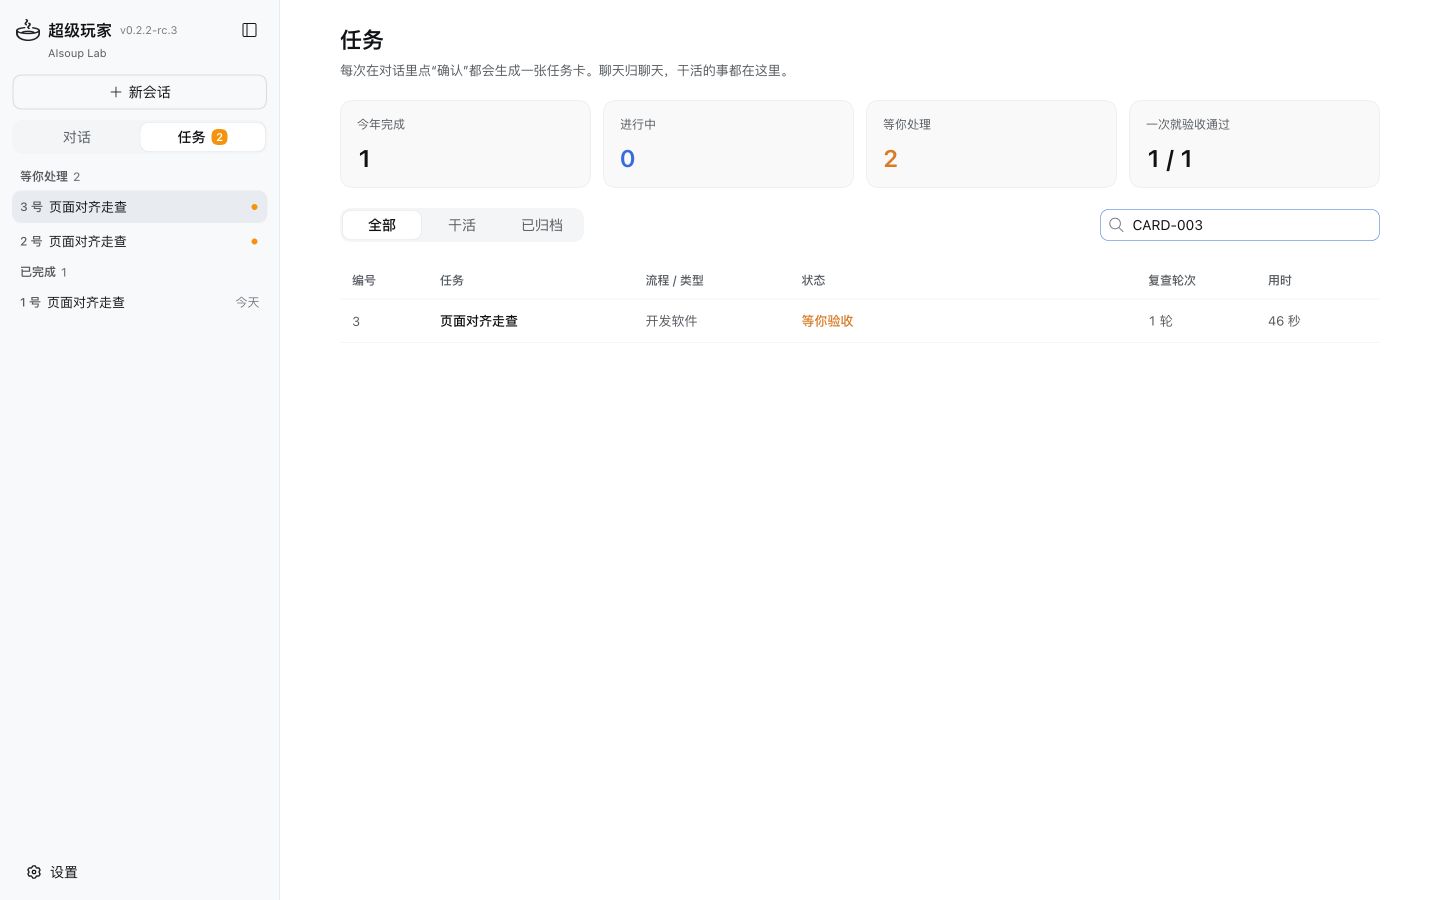 超级玩家 v0.2.2-rc.3
AIsoup Lab
新会话
对话 任务 2
等你处理 2
3 号 页面对齐走查
2 号 页面对齐走查
已完成 1
1 号 页面对齐走查 今天
设置
任务
每次在对话里点“确认”都会生成一张任务卡。聊天归聊天，干活的事都在这里。
今年完成 进行中 等你处理 一次就验收通过
1 0 2 1 / 1
全部 干活 已归档 CARD-003
编号 任务 流程 / 类型 状态 复查轮次 用时
3 页面对齐走查 开发软件 等你验收 1 轮 46 秒